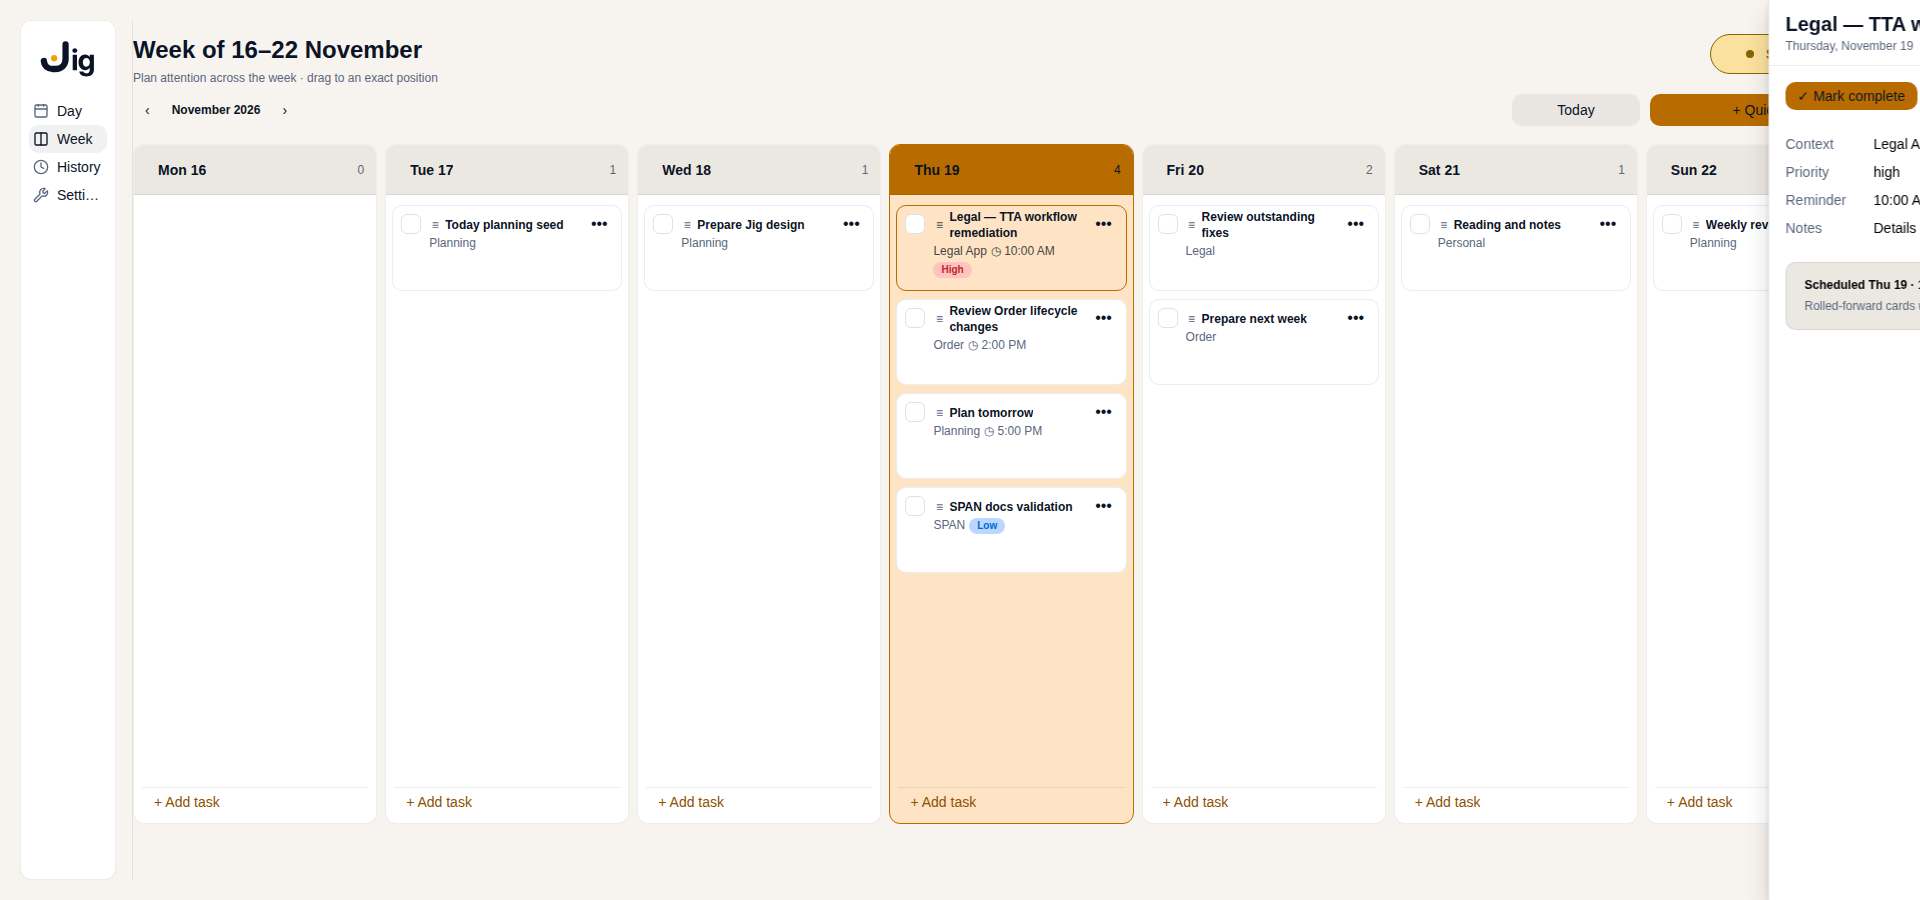 Jig
Day
Week
History
Setti…
Week of 16–22 November
Plan attention across the week · drag to an exact position
‹ November 2026 ›
Today
Mon 16 0
+ Add task
Tue 17 1
Today planning seed •••
Planning
+ Add task
Wed 18 1
Prepare Jig design •••
Planning
+ Add task
Thu 19 4
Legal — TTA workflow
remediation •••
Legal App ◷ 10:00 AM
High
Review Order lifecycle
changes •••
Order ◷ 2:00 PM
Plan tomorrow •••
Planning ◷ 5:00 PM
SPAN docs validation •••
SPAN Low
+ Add task
Fri 20 2
Review outstanding
fixes •••
Legal
Prepare next week •••
Order
+ Add task
Sat 21 1
Reading and notes •••
Personal
+ Add task
Sun 22
Weekly
Planning
+ Add task
Legal — TTA
Thursday, November 19
✓ Mark complete
Context Legal
Priority high
Reminder 10:00
Notes Details
Scheduled Thu 19 ·
Rolled-forward cards